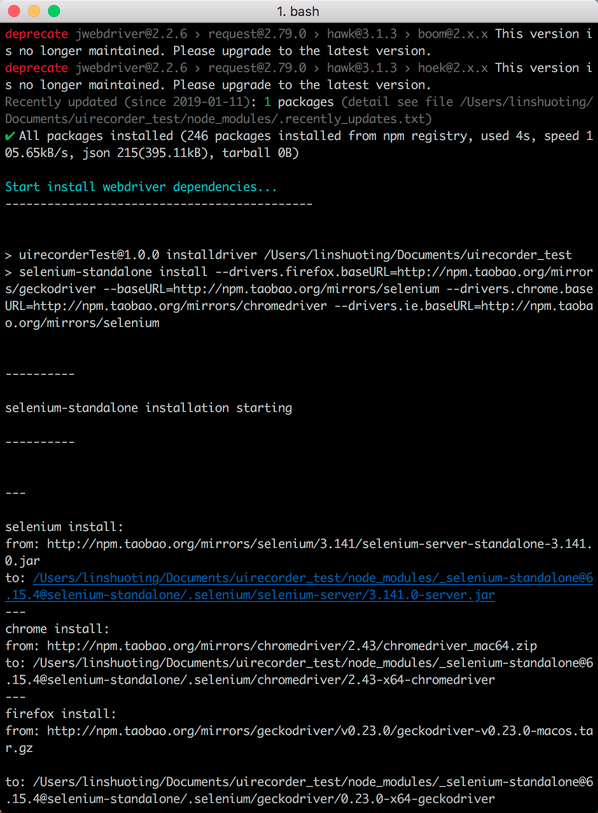 1. bash
deprecate jwebdriver@2.2.6 › request@2.79.0 › hawk@3.1.3 › boom@2.x.x This version i
s no longer maintained. Please upgrade to the latest version.
deprecate jwebdriver@2.2.6 › request@2.79.0 › hawk@3.1.3 › hoek@2.x.x This version i
s no longer maintained. Please upgrade to the latest version.
Recently updated (since 2019-01-11): 1 packages (detail see file /Users/linshuoting/
Documents/uirecorder/node_modules/.recently_updates.txt)
✔ All packages installed (246 packages installed from npm registry, used 4s, speed 1
05.65kB/s, json 215(395.11kB), tarball 0B)
Start install webdriver dependencies...
--------------------------------------------
> uirecorderTest@1.0.0 installdriver /Users/linshuoting/Documents/uirecorder_test
> selenium-standalone install --drivers.firefox.baseURL=http://npm.taobao.org/mirror
s/geckodriver --baseURL=http://npm.taobao.org/mirrors/selenium --drivers.chrome.base
URL=http://npm.taobao.org/mirrors/chromedriver --drivers.ie.baseURL=http://npm.taoba
o.org/mirrors/selenium
----------
selenium-standalone installation starting
----------
---
selenium install:
from: http://npm.taobao.org/mirrors/selenium/3.141/selenium-server-standalone-3.141.
0.jar
to: /Users/linshuoting/Documents/uirecorder_test/node_modules/_selenium-standalone@6
.15.4@selenium-standalone/.selenium/selenium-server/3.141.0-server.jar
---
chrome install:
from: http://npm.taobao.org/mirrors/chromedriver/2.43/chromedriver_mac64.zip
to: /Users/linshuoting/Documents/uirecorder_test/node_modules/_selenium-standalone@6
.15.4@selenium-standalone/.selenium/chromedriver/2.43-x64-chromedriver
---
firefox install:
from: http://npm.taobao.org/mirrors/geckodriver/v0.23.0/geckodriver-v0.23.0-macos.ta
r.gz
to: /Users/linshuoting/Documents/uirecorder_test/node_modules/_selenium-standalone@6
.15.4@selenium-standalone/.selenium/geckodriver/0.23.0-x64-geckodriver